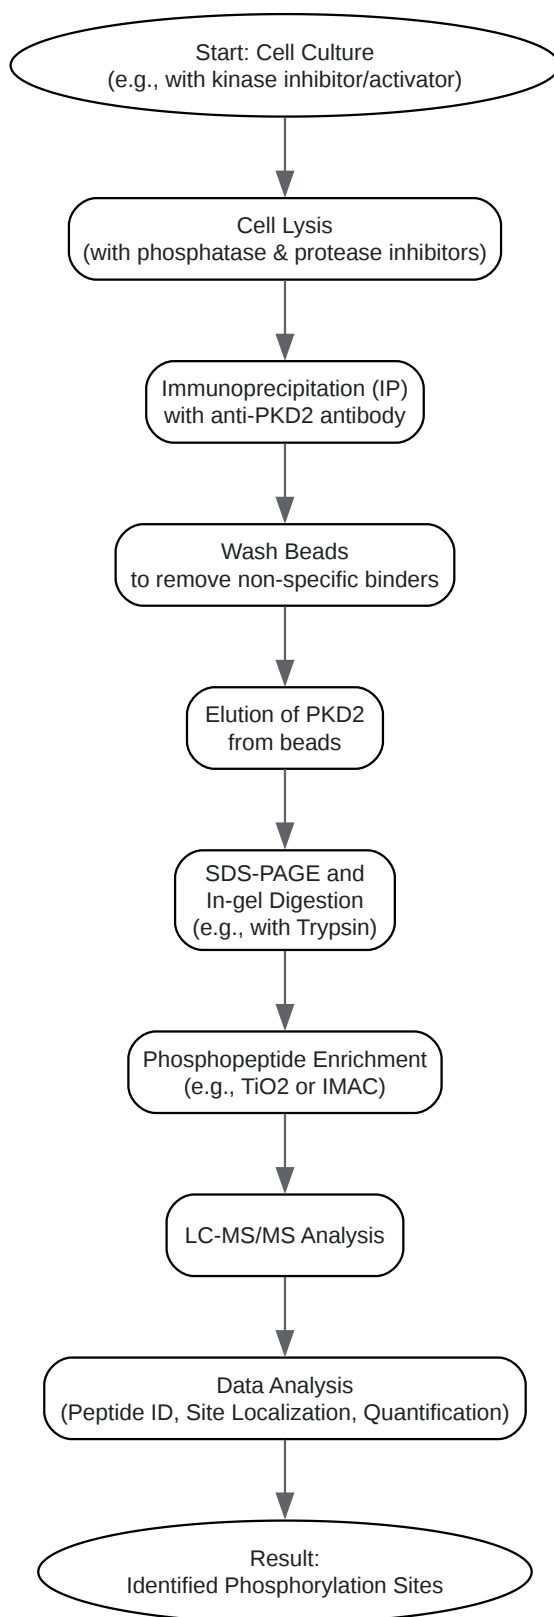 Start: Cell Culture
(e.g., with kinase inhibitor/activator)
Cell Lysis
(with phosphatase & protease inhibitors)
Immunoprecipitation (IP)
with anti-PKD2 antibody
Wash Beads
to remove non-specific binders
Elution of PKD2
from beads
SDS-PAGE and
In-gel Digestion
(e.g., with Trypsin)
Phosphopeptide Enrichment
(e.g., TiO2 or IMAC)
LC-MS/MS Analysis
Data Analysis
(Peptide ID, Site Localization, Quantification)
Result:
Identified Phosphorylation Sites